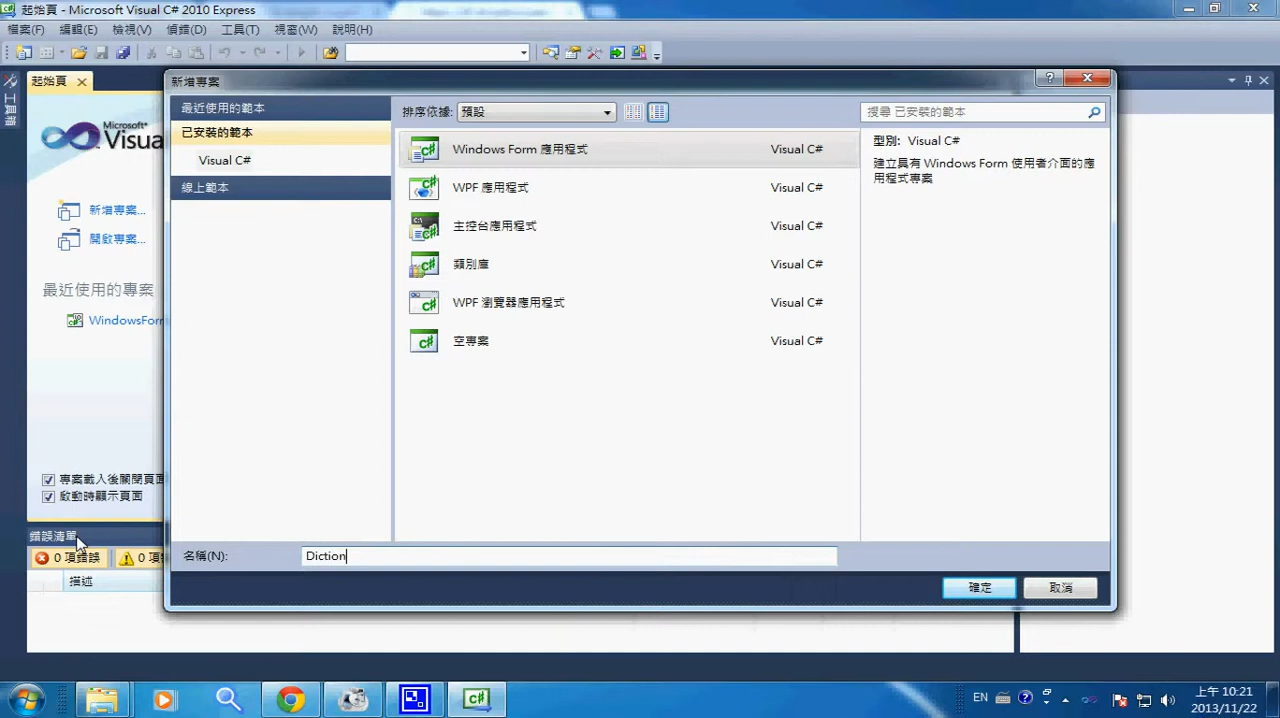 起始頁 - Microsoft Visual C# 2010 Express
檔案(F) 編輯(E) 檢視(V) 偵錯(D) 工具(T) 視窗(W) 說明(H)
工具箱
起始頁
Microsoft®
Visua
新增專案...
開啟專案...
最近使用的專案
WindowsForm
專案載入後關閉頁面
啟動時顯示頁面
錯誤清單
0 項錯誤
0 項
描述
新增專案
最近使用的範本
已安裝的範本
Visual C#
線上範本
排序依據: 預設
搜尋 已安裝的範本
Windows Form 應用程式 Visual C#
WPF 應用程式 Visual C#
主控台應用程式 Visual C#
類別庫 Visual C#
WPF 瀏覽器應用程式 Visual C#
空專案 Visual C#
型別: Visual C#
建立具有 Windows Form 使用者介面的應
用程式專案
名稱(N): Diction
確定 取消
EN
上午 10:21
2013/11/22